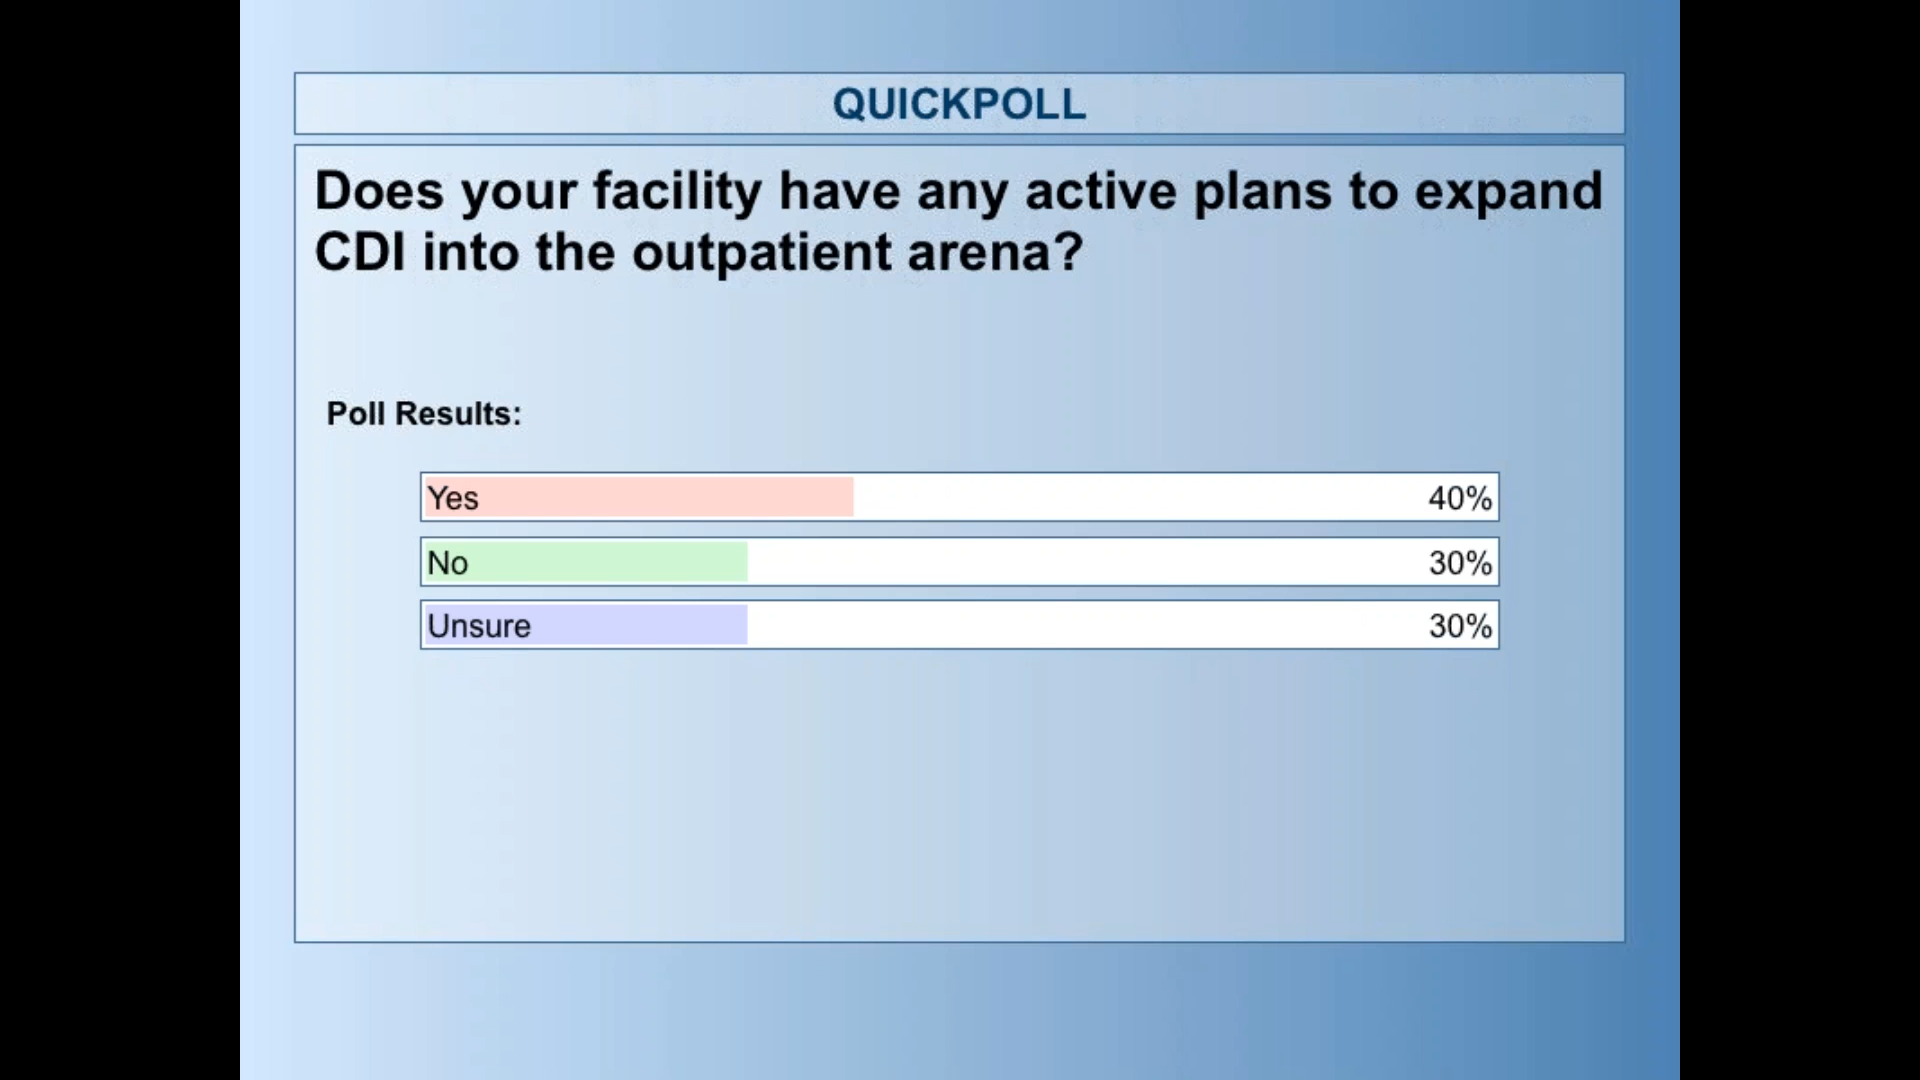 QUICKPOLL
Does your facility have any active plans to expand
CDI into the outpatient arena?
Poll Results:
Yes 40%
No 30%
Unsure 30%